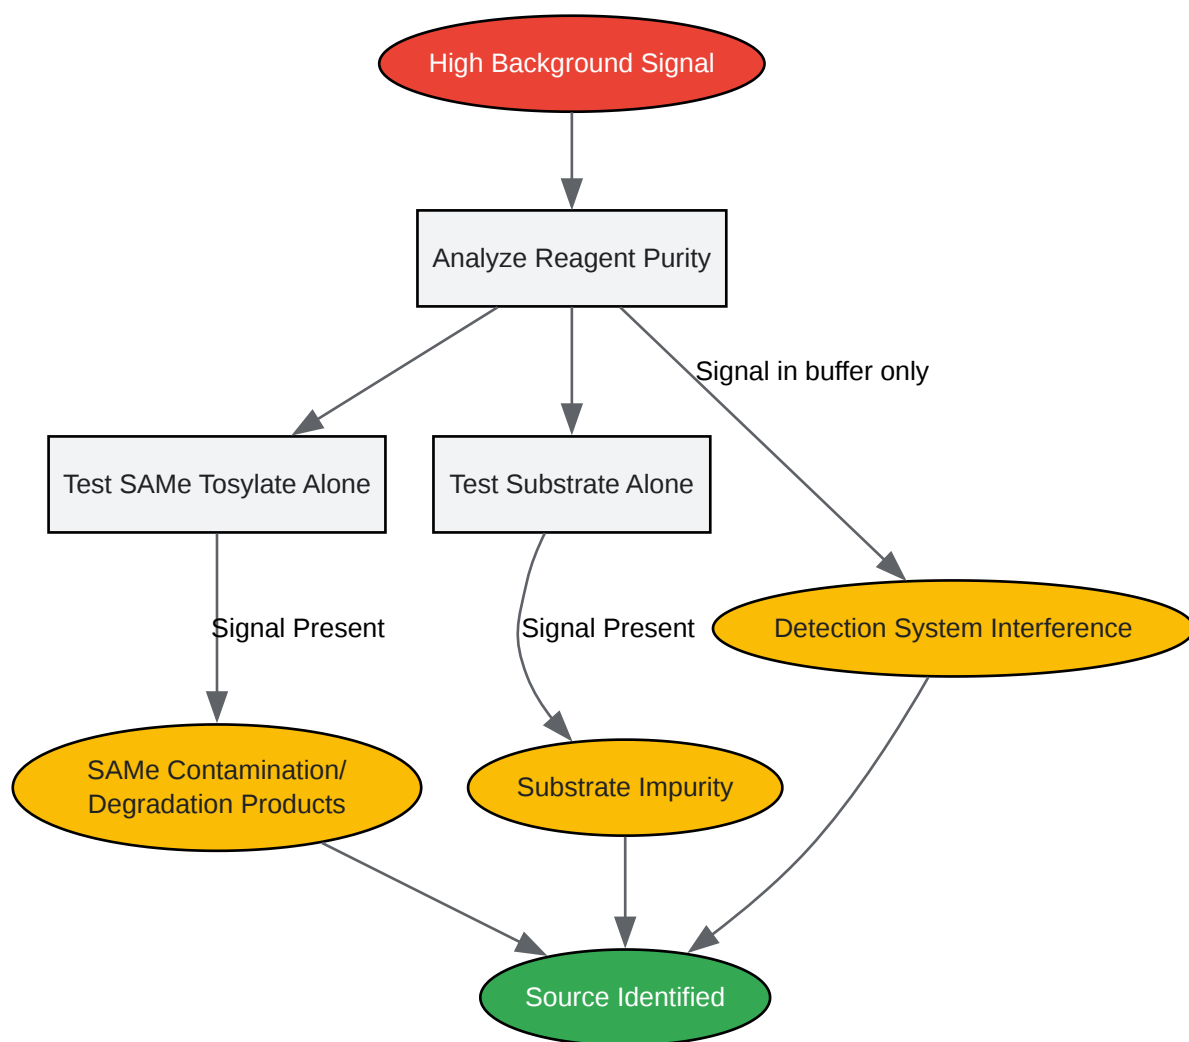 High Background Signal
Analyze Reagent Purity
Signal in buffer only
Test SAMe Tosylate Alone
Test Substrate Alone
Signal Present
Signal Present
Detection System Interference
SAMe Contamination/
Degradation Products
Substrate Impurity
Source Identified